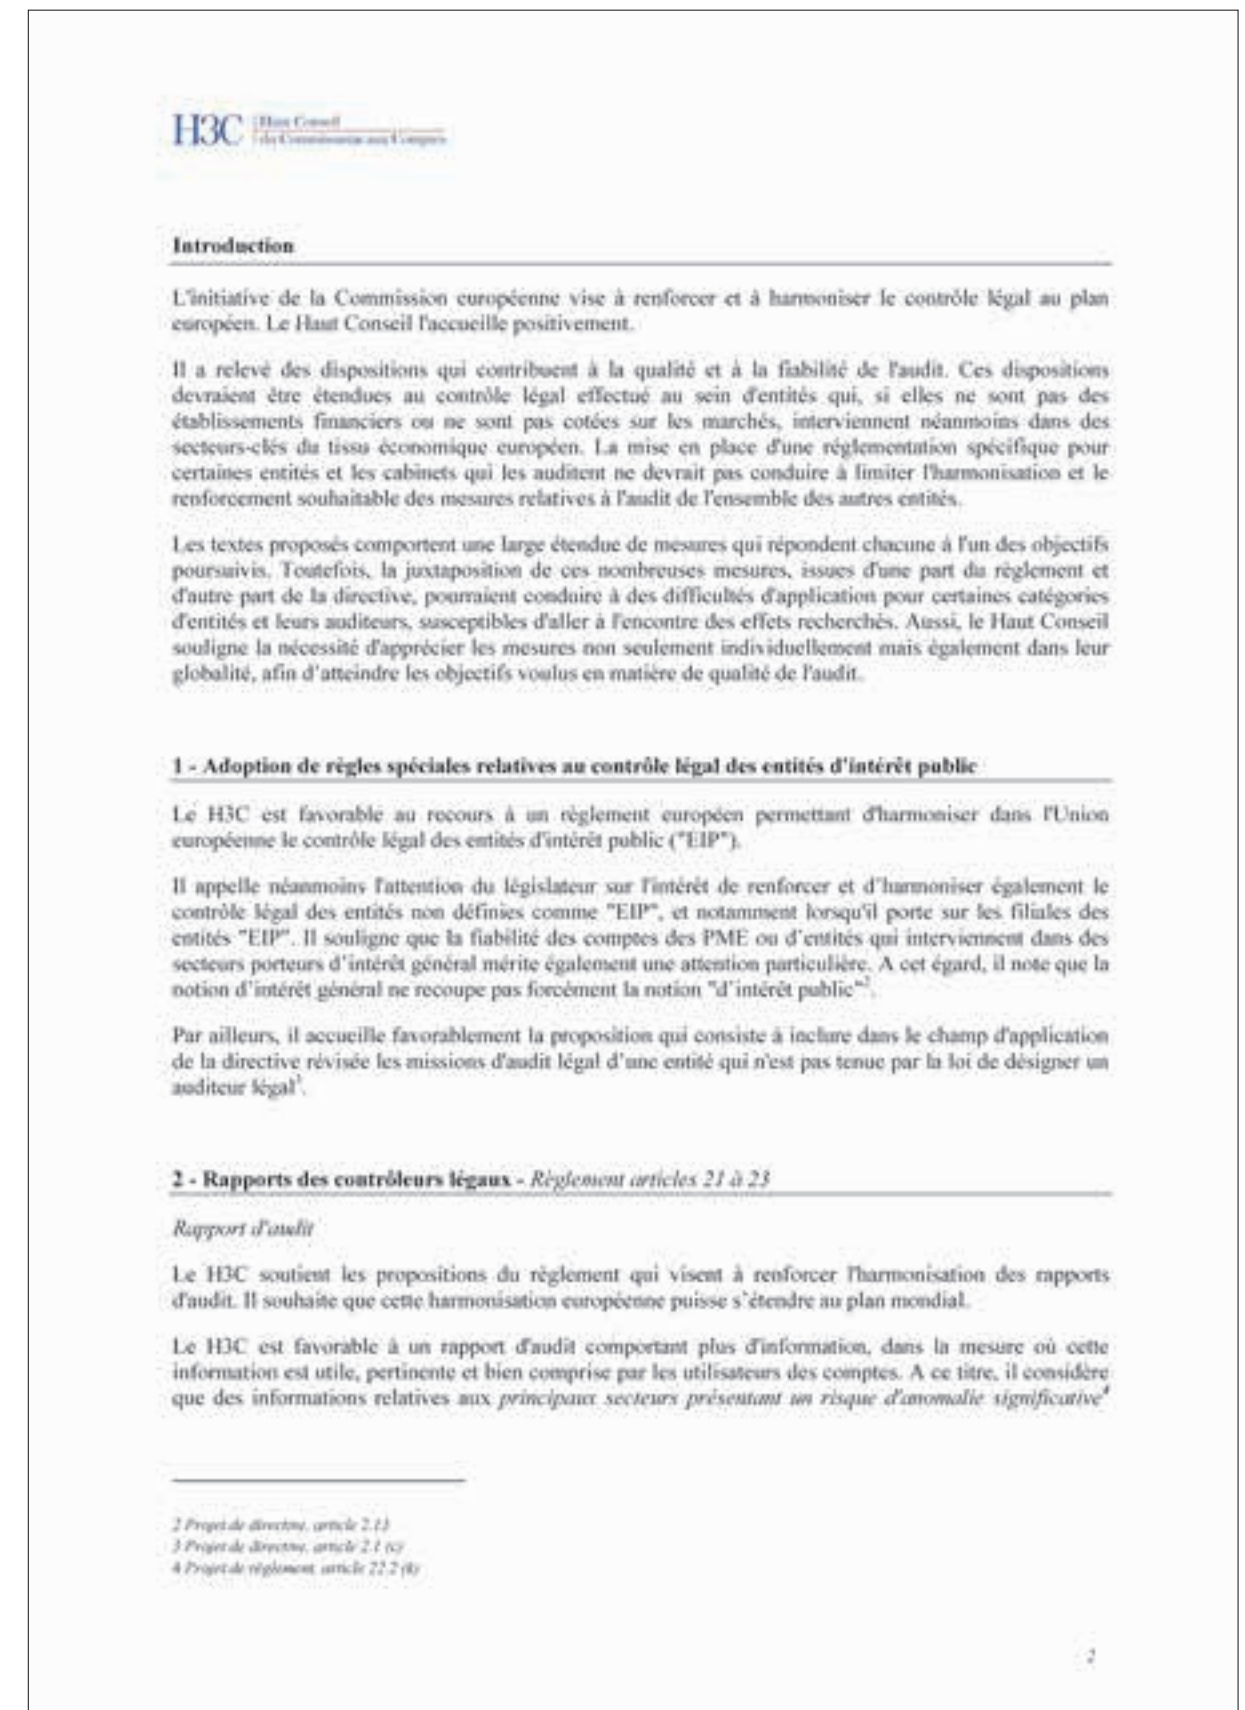 H3C Haut Conseil
du Commissariat aux Comptes
Introduction
L'initiative de la Commission européenne vise à renforcer et à harmoniser le contrôle légal au plan
européen. Le Haut Conseil l'accueille positivement.
Il a relevé des dispositions qui contribuent à la qualité et à la fiabilité de l'audit. Ces dispositions
devraient être étendues au contrôle légal effectué au sein d'entités qui, si elles ne sont pas des
établissements financiers ou ne sont pas cotées sur les marchés, interviennent néanmoins dans des
secteurs-clés du tissu économique européen. La mise en place d'une réglementation spécifique pour
certaines entités et les cabinets qui les auditent ne devrait pas conduire à limiter l'harmonisation et le
renforcement souhaitable des mesures relatives à l'audit de l'ensemble des autres entités.
Les textes proposés comportent une large étendue de mesures qui répondent chacune à l'un des objectifs
poursuivis. Toutefois, la juxtaposition de ces nombreuses mesures, issues d'une part du règlement et
d'autre part de la directive, pourraient conduire à des difficultés d'application pour certaines catégories
d'entités et leurs auditeurs, susceptibles d'aller à l'encontre des effets recherchés. Aussi, le Haut Conseil
souligne la nécessité d'apprécier les mesures non seulement individuellement mais également dans leur
globalité, afin d'atteindre les objectifs voulus en matière de qualité de l'audit.
1 - Adoption de règles spéciales relatives au contrôle légal des entités d'intérêt public
Le H3C est favorable au recours à un règlement européen permettant d'harmoniser dans l'Union
européenne le contrôle légal des entités d'intérêt public ("EIP").
Il appelle néanmoins l'attention du législateur sur l'intérêt de renforcer et d'harmoniser également le
contrôle légal des entités non définies comme "EIP", et notamment lorsqu'il porte sur les filiales des
entités "EIP". Il souligne que la fiabilité des comptes des PME ou d'entités qui interviennent dans des
secteurs porteurs d'intérêt général mérite également une attention particulière. A cet égard, il note que la
notion d'intérêt général ne recoupe pas forcément la notion "d'intérêt public"².
Par ailleurs, il accueille favorablement la proposition qui consiste à inclure dans le champ d'application
de la directive révisée les missions d'audit légal d'une entité qui n'est pas tenue par la loi de désigner un
auditeur légal³.
2 - Rapports des contrôleurs légaux - Règlement articles 21 à 23
Rapport d'audit
Le H3C soutient les propositions du règlement qui visent à renforcer l'harmonisation des rapports
d'audit. Il souhaite que cette harmonisation européenne puisse s'étendre au plan mondial.
Le H3C est favorable à un rapport d'audit comportant plus d'information, dans la mesure où cette
information est utile, pertinente et bien comprise par les utilisateurs des comptes. A ce titre, il considère
que des informations relatives aux principaux secteurs présentant un risque d'anomalie significative⁴
2 Projet de directive, article 2.13
3 Projet de directive, article 2.1 (c)
4 Projet de règlement, article 22.2 (k)
2